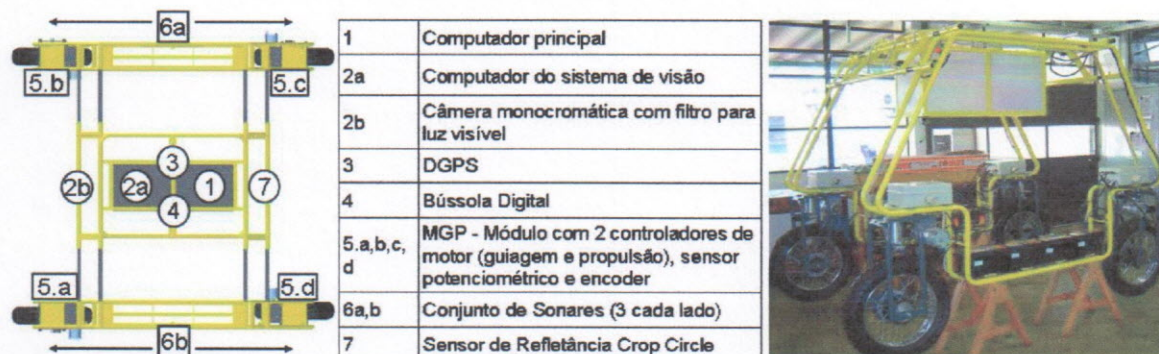 6a
5.b
5.c
3
2b
2a
1
7
4
5.a
5.d
6b
1 Computador principal
2a Computador do sistema de visão
2b Câmera monocromática com filtro para
luz visível
3 DGPS
4 Bússola Digital
5.a,b,c,
d
MGP - Módulo com 2 controladores de
motor (guiagem e propulsão), sensor
potenciométrico e encoder
6a,b Conjunto de Sonares (3 cada lado)
7 Sensor de Refletância Crop Circle